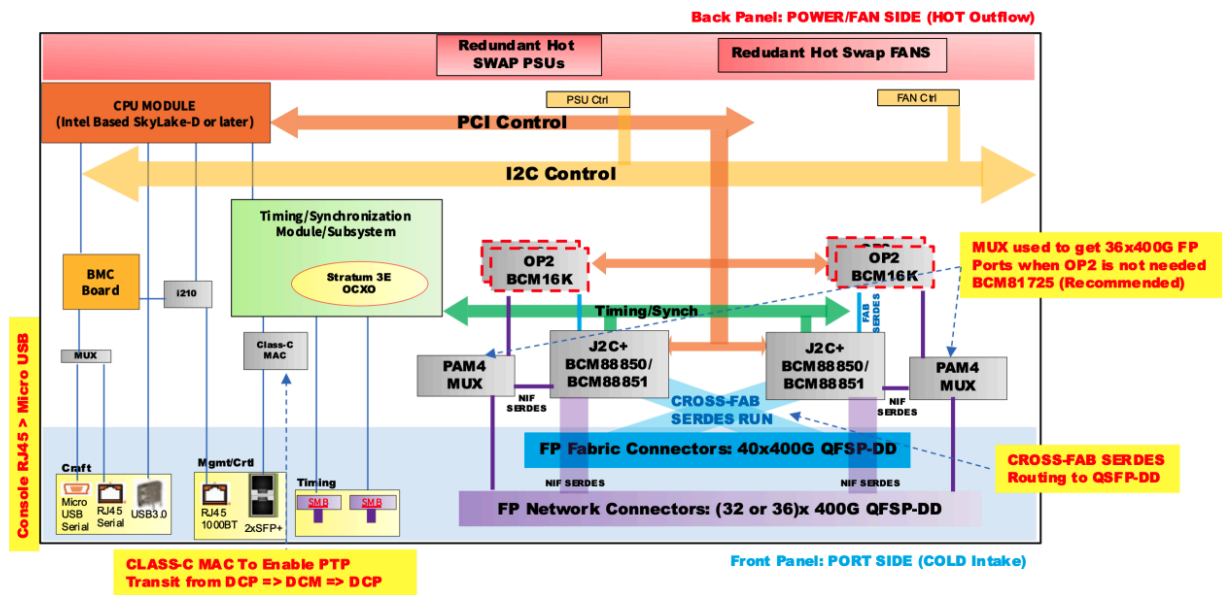 Back Panel: POWER/FAN SIDE (HOT Outflow)
Redundant Hot
SWAP PSUs
Redudant Hot Swap FANS
CPU MODULE
(Intel Based SkyLake-D or later)
PSU Ctrl
FAN Ctrl
PCI Control
I2C Control
Timing/Synchronization
Module/Subsystem
Stratum 3E
OCXO
BMC
Board
i210
MUX
Class-C
MAC
OP2
BCM16K
OP2
BCM16K
MUX used to get 36x400G FP
Ports when OP2 is not needed
BCM81725 (Recommended)
Timing/Synch
FAB
SERDES
J2C+
BCM88850/
BCM88851
J2C+
BCM88850/
BCM88851
PAM4
MUX
PAM4
MUX
NIF
SERDES
NIF
SERDES
CROSS-FAB
SERDES RUN
Console RJ45 > Micro USB
FP Fabric Connectors: 40x400G QFSP-DD
CROSS-FAB SERDES
Routing to QSFP-DD
NIF SERDES
NIF SERDES
FP Network Connectors: (32 or 36)x 400G QFSP-DD
Craft
Micro
USB
Serial
RJ45
Serial
USB3.0
Mgmt/Crtl
RJ45
1000BT
2xSFP+
Timing
SMB
SMB
CLASS-C MAC To Enable PTP
Transit from DCP => DCM => DCP
Front Panel: PORT SIDE (COLD Intake)